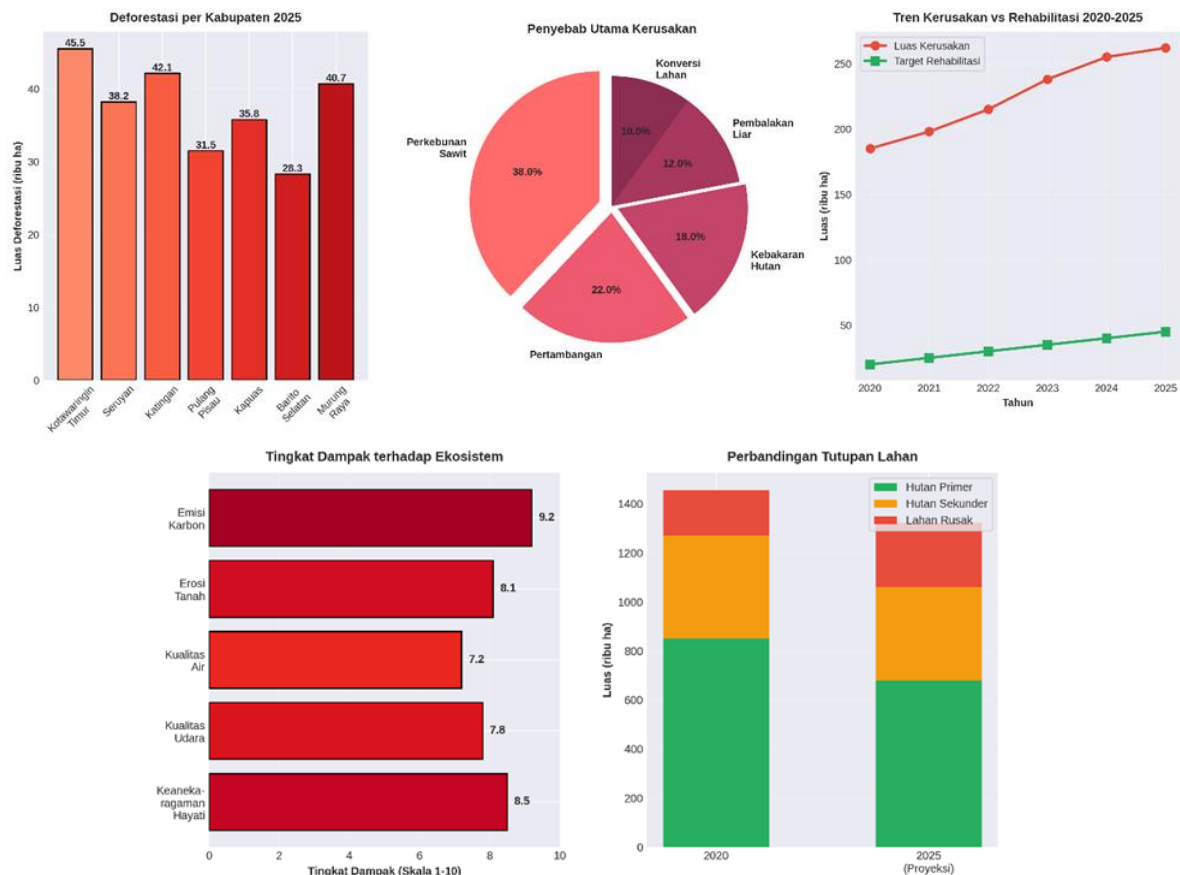 Deforestasi per Kabupaten 2025
Luas Deforestasi (ribu ha)
40
30
20
10
0
45.5
38.2
42.1
31.5
35.8
28.3
40.7
Kotawaringin
Timur
Seruyan
Katingan
Pulang
Pisau
Kapuas
Barito
Selatan
Murung
Raya
Penyebab Utama Kerusakan
Konversi
Lahan
10.0%
Pembalakan
Liar
12.0%
Perkebunan
Sawit
38.0%
18.0%
Kebakaran
Hutan
22.0%
Pertambangan
Tren Kerusakan vs Rehabilitasi 2020-2025
Luas Kerusakan
Target Rehabilitasi
Luas (ribu ha)
250
200
150
100
50
2020
2021
2022
2023
2024
2025
Tahun
Tingkat Dampak terhadap Ekosistem
Emisi
Karbon
9.2
Erosi
Tanah
8.1
Kualitas
Air
7.2
Kualitas
Udara
7.8
Keaneka-
ragaman
Hayati
8.5
0
2
4
6
8
10
Tingkat Dampak (Skala 1-10)
Perbandingan Tutupan Lahan
Hutan Primer
Hutan Sekunder
Lahan Rusak
Luas (ribu ha)
1400
1200
1000
800
600
400
200
0
2020
2025
(Proyeksi)